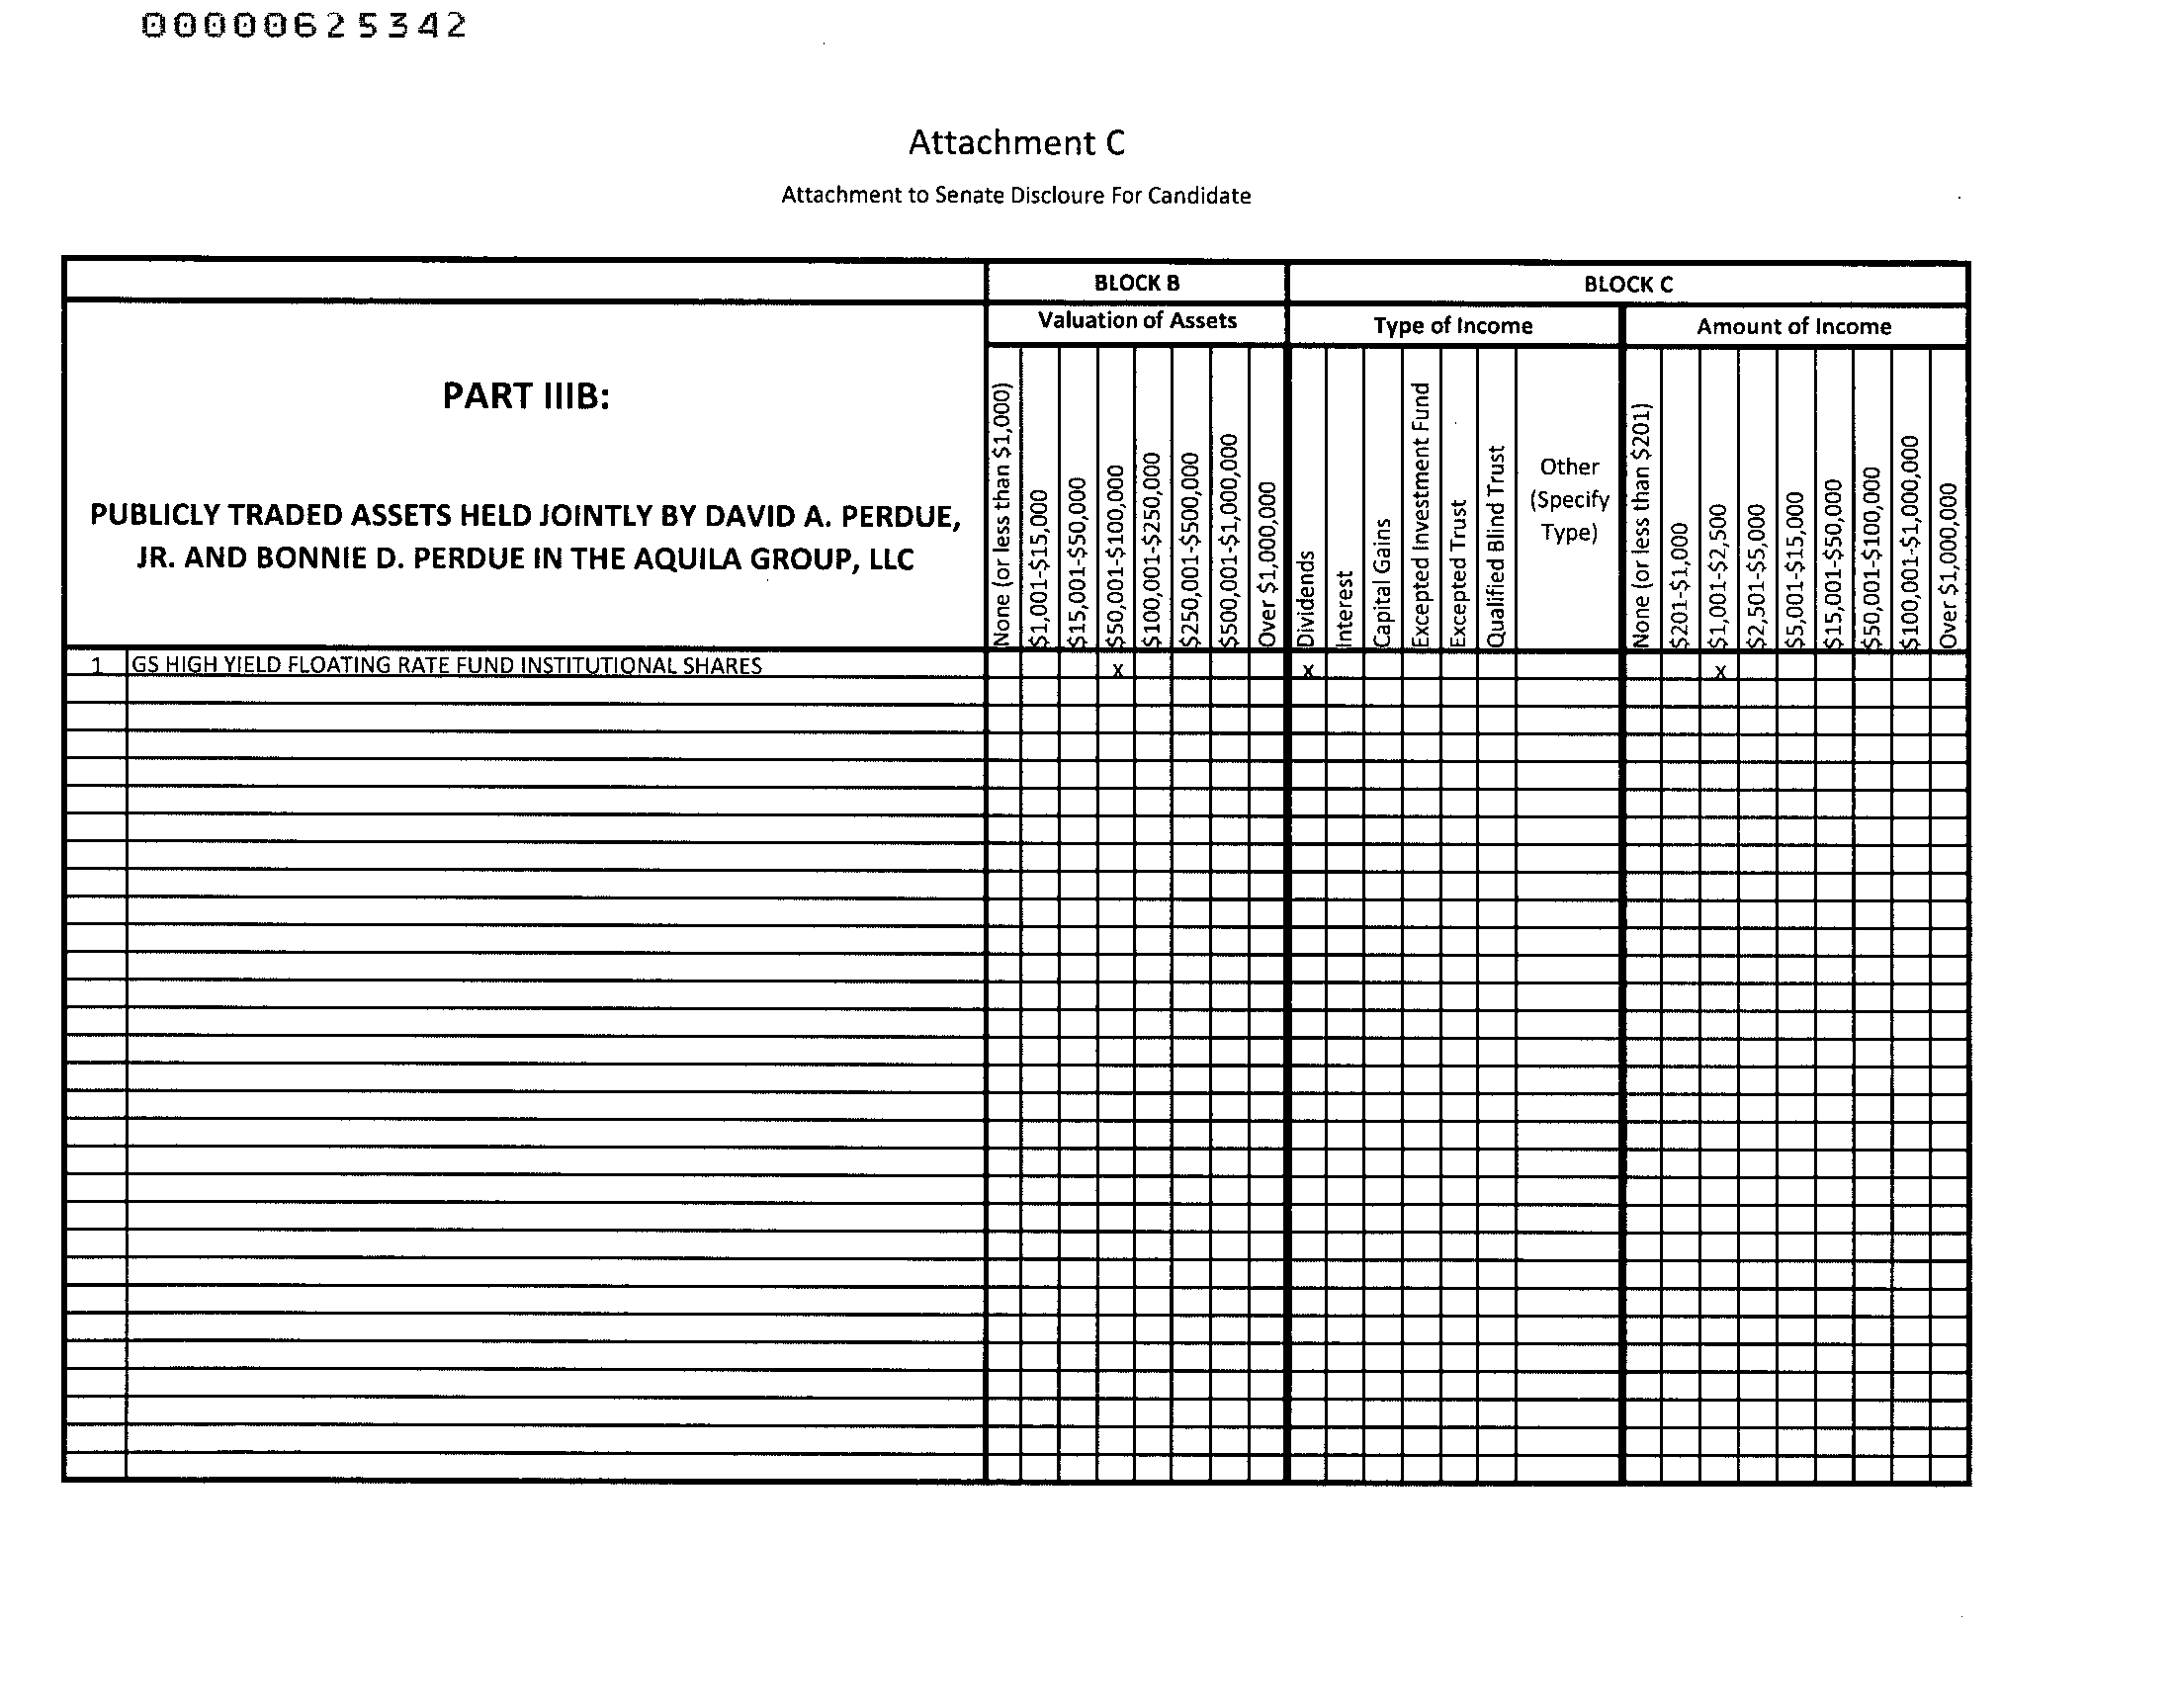 00000625342
Attachment C
Attachment to Senate Discloure For Candidate
BLOCK B
BLOCK C
Valuation of Assets
Type of Income
Amount of Income
PART IIIB:
PUBLICLY TRADED ASSETS HELD JOINTLY BY DAVID A. PERDUE,
JR. AND BONNIE D. PERDUE IN THE AQUILA GROUP, LLC
None (or less than $1,000)
$1,001-$15,000
$15,001-$50,000
$50,001-$100,000
$100,001-$250,000
$250,001-$500,000
$500,001-$1,000,000
Over $1,000,000
Dividends
Interest
Capital Gains
Excepted Investment Fund
Excepted Trust
Qualified Blind Trust
Other
(Specify
Type)
None (or less than $201)
$201-$1,000
$1,001-$2,500
$2,501-$5,000
$5,001-$15,000
$15,001-$50,000
$50,001-$100,000
$100,001-$1,000,000
Over $1,000,000
1 GS HIGH YIELD FLOATING RATE FUND INSTITUTIONAL SHARES x x x